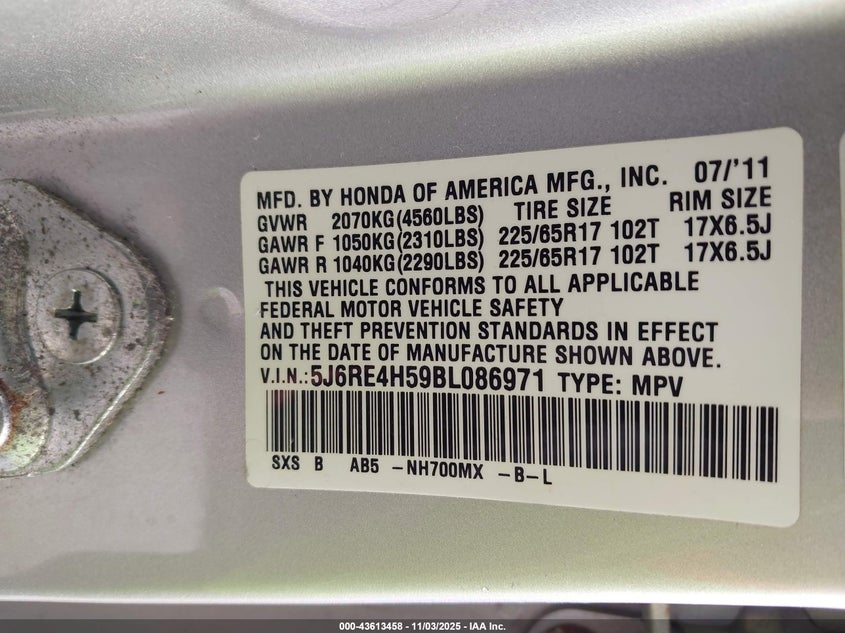 MFD. BY HONDA OF AMERICA MFG., INC. 07/'11
GVWR 2070KG(4560LBS) TIRE SIZE RIM SIZE
GAWR F 1050KG(2310LBS) 225/65R17 102T 17X6.5J
GAWR R 1040KG(2290LBS) 225/65R17 102T 17X6.5J
THIS VEHICLE CONFORMS TO ALL APPLICABLE
FEDERAL MOTOR VEHICLE SAFETY
AND THEFT PREVENTION STANDARDS IN EFFECT
ON THE DATE OF MANUFACTURE SHOWN ABOVE.
V.I.N.:5J6RE4H59BL086971 TYPE: MPV
SXS B AB5 -NH700MX -B-L
000-43613458 - 11/03/2025 - IAA Inc.